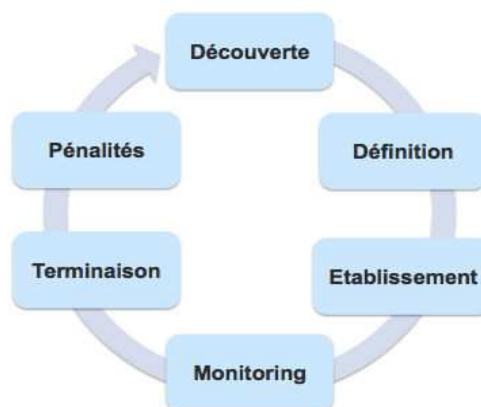 Découverte
Définition
Etablissement
Monitoring
Terminaison
Pénalités